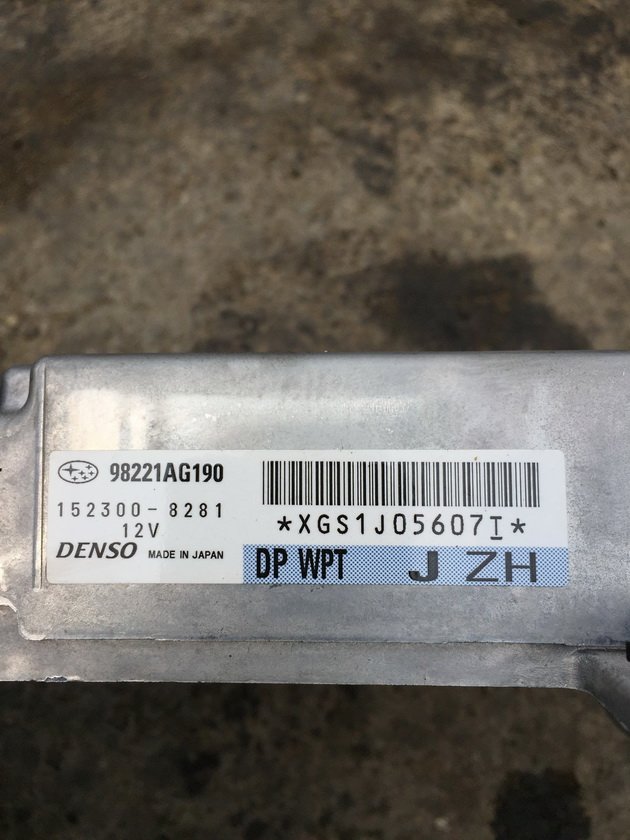 98221AG190
152300-8281
12V
DENSO MADE IN JAPAN
*XGS1J05607I*
DP WPT J ZH